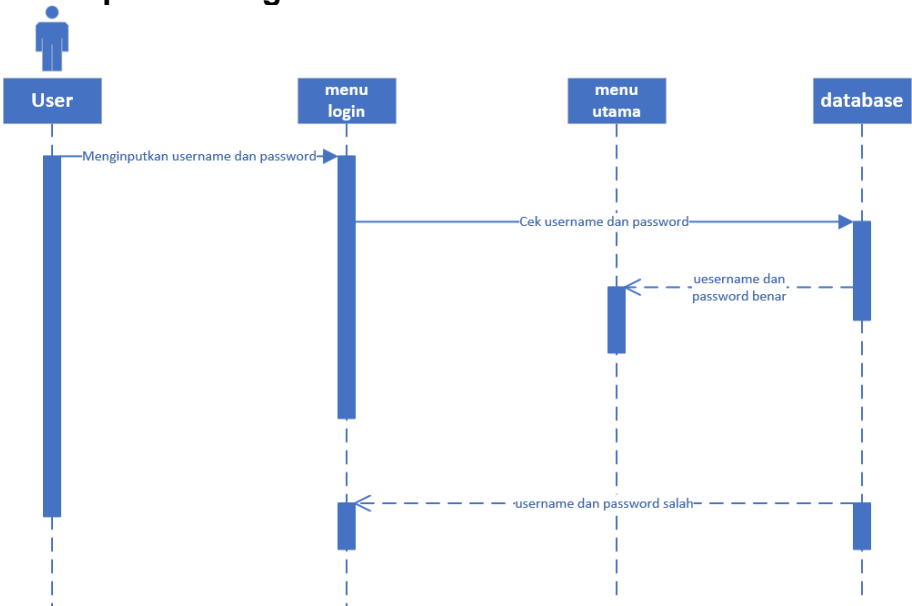 User
menu
login
menu
utama
database
Menginputkan username dan password
Cek username dan password
uesername dan
password benar
username dan password salah